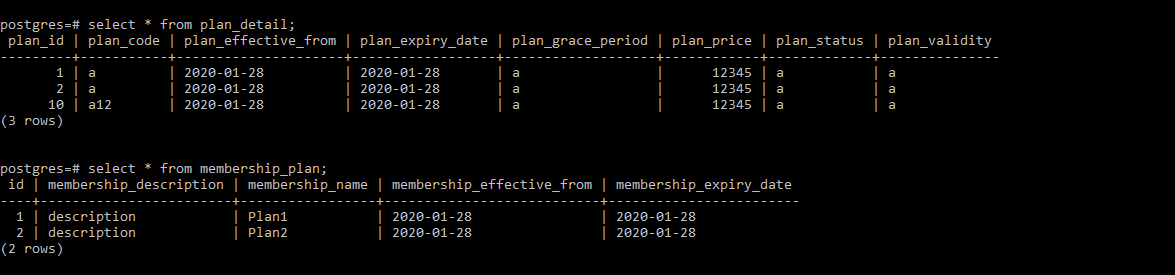 postgres=# select * from plan_detail;
 plan_id | plan_code | plan_effective_from | plan_expiry_date | plan_grace_period | plan_price | plan_status | plan_validity
---------+-----------+---------------------+------------------+-------------------+------------+-------------+---------------
       1 | a         | 2020-01-28          | 2020-01-28       | a                 |      12345 | a           | a
       2 | a         | 2020-01-28          | 2020-01-28       | a                 |      12345 | a           | a
      10 | a12       | 2020-01-28          | 2020-01-28       | a                 |      12345 | a           | a
(3 rows)
postgres=# select * from membership_plan;
 id | membership_description | membership_name | membership_effective_from | membership_expiry_date
----+------------------------+-----------------+---------------------------+------------------------
  1 | description            | Plan1           | 2020-01-28                | 2020-01-28
  2 | description            | Plan2           | 2020-01-28                | 2020-01-28
(2 rows)